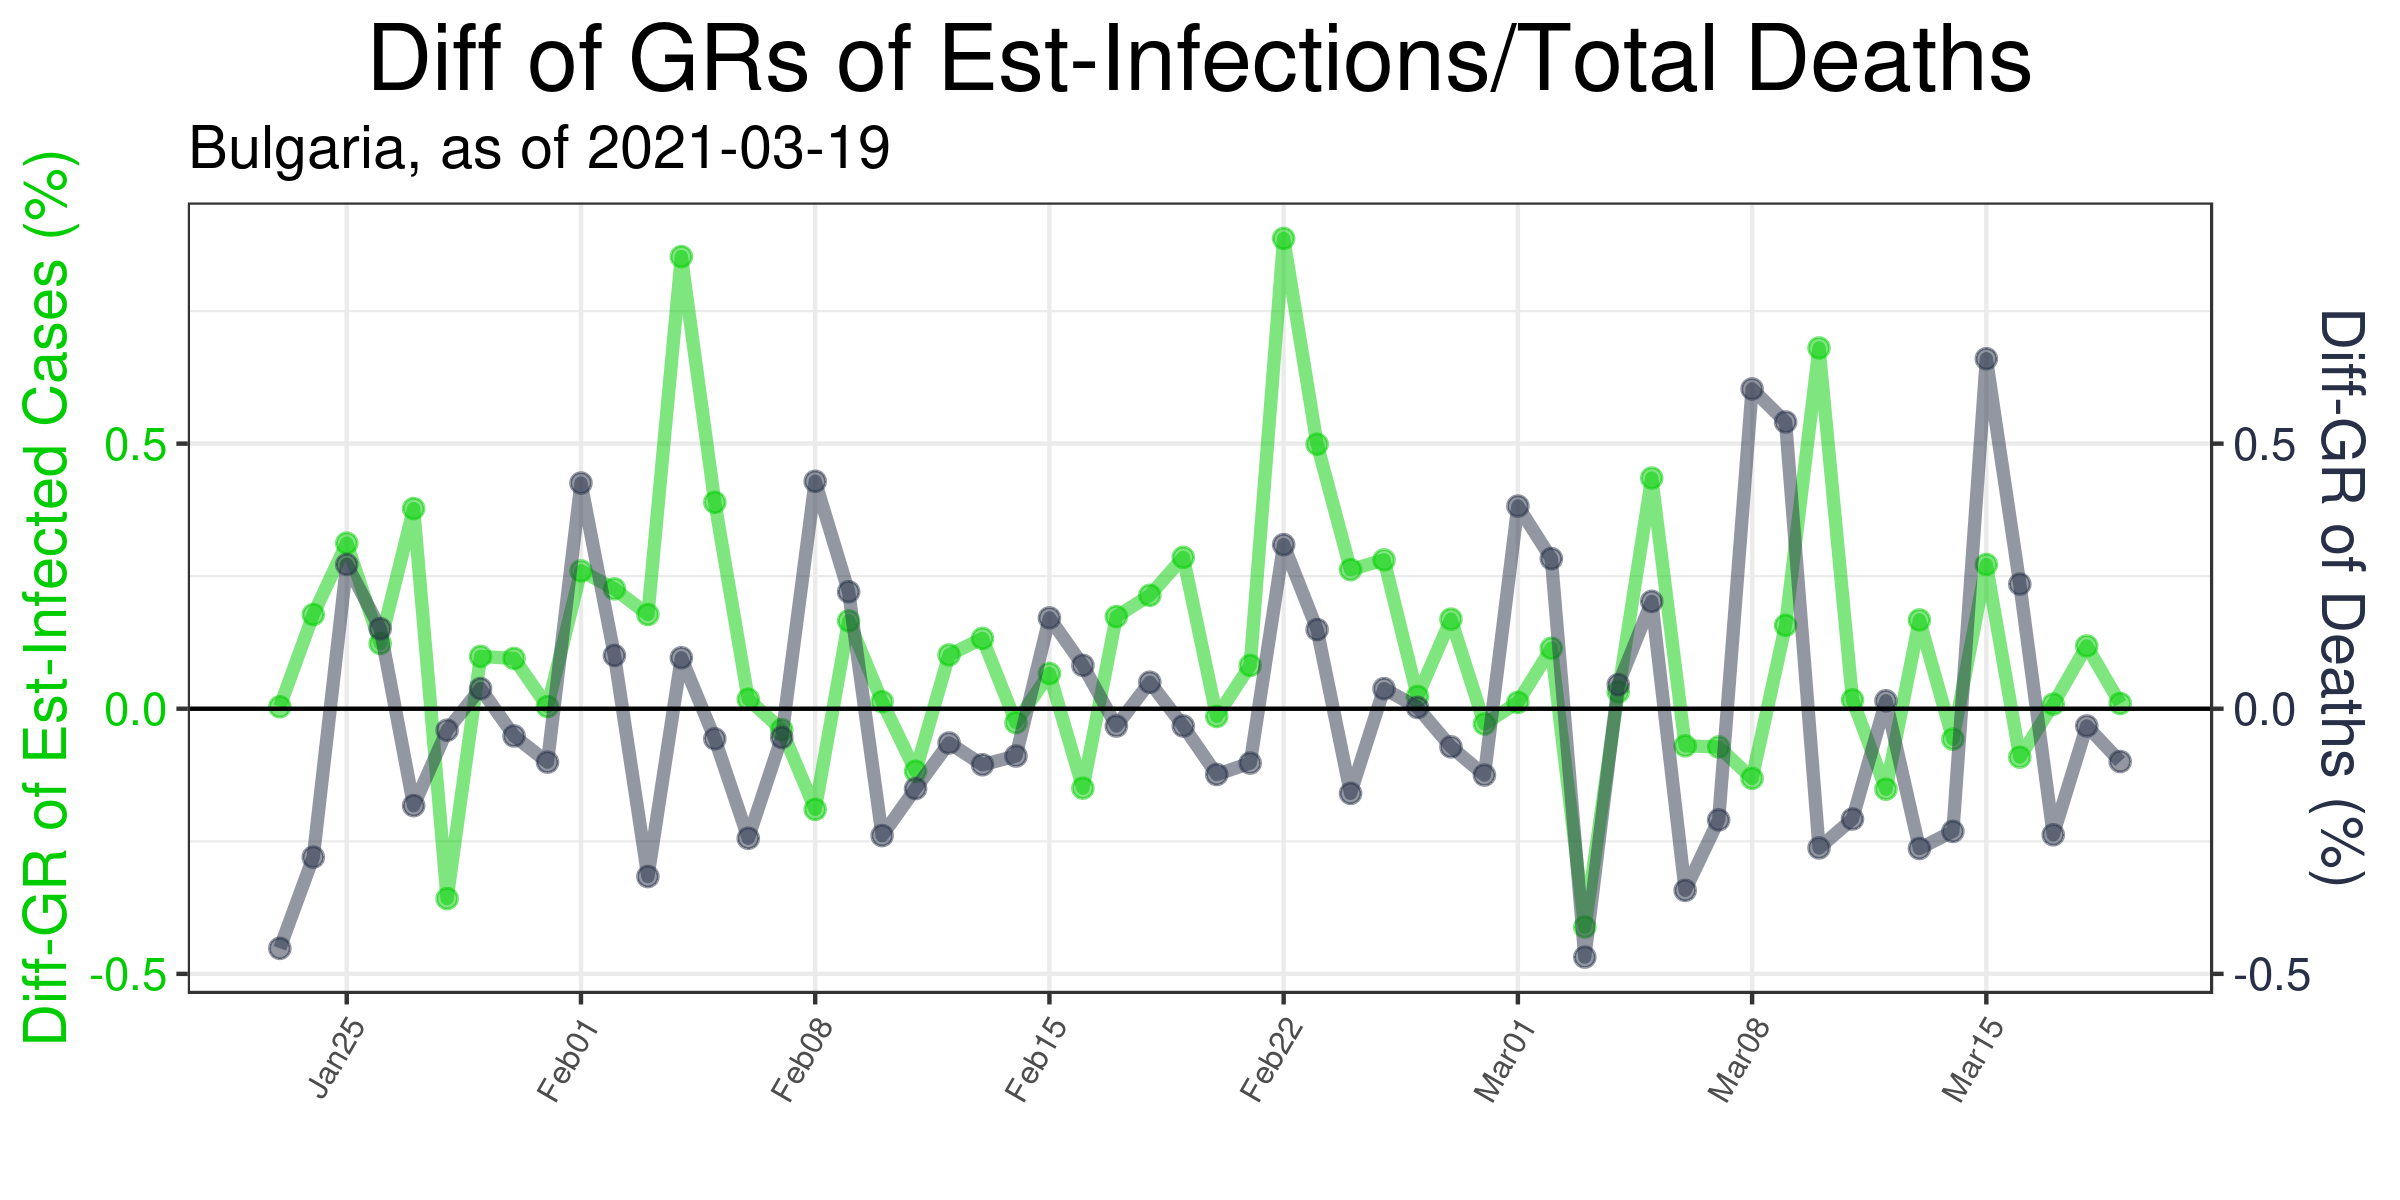 Diff of GRs of Est-Infections/Total Deaths
Bulgaria, as of 2021-03-19
Diff-GR of Est-Infected Cases (%)
0.5
0.0
-0.5
0.5
0.0
-0.5
Diff-GR of Deaths (%)
Jan25
Feb01
Feb08
Feb15
Feb22
Mar01
Mar08
Mar15